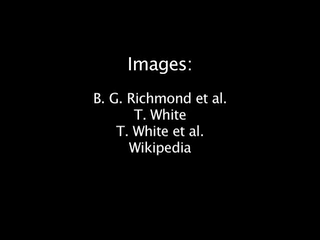 Images:
B. G. Richmond et al.
T. White
T. White et al.
Wikipedia